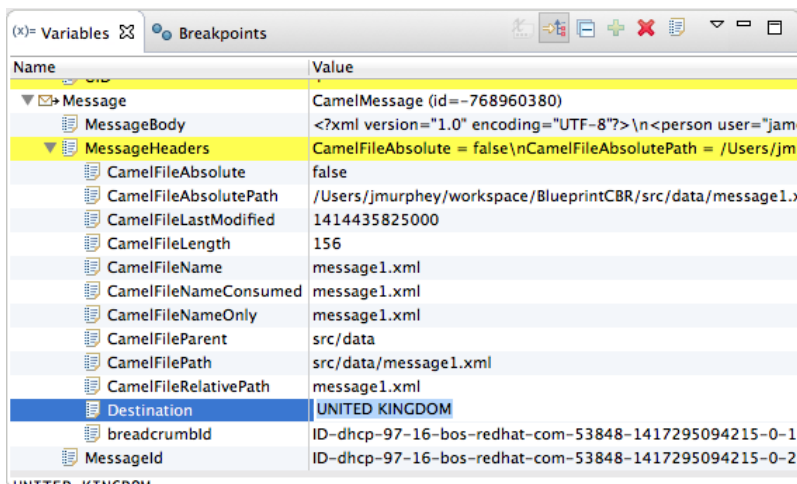 (x)= Variables Breakpoints
Name Value
Message CamelMessage (id=-768960380)
MessageBody <?xml version="1.0" encoding="UTF-8"?>\n<person user="jam
MessageHeaders CamelFileAbsolute = false\nCamelFileAbsolutePath = /Users/jm
CamelFileAbsolute false
CamelFileAbsolutePath /Users/jmurphey/workspace/BlueprintCBR/src/data/message1.x
CamelFileLastModified 1414435825000
CamelFileLength 156
CamelFileName message1.xml
CamelFileNameConsumed message1.xml
CamelFileNameOnly message1.xml
CamelFileParent src/data
CamelFilePath src/data/message1.xml
CamelFileRelativePath message1.xml
Destination UNITED KINGDOM
breadcrumbId ID-dhcp-97-16-bos-redhat-com-53848-1417295094215-0-1
MessageId ID-dhcp-97-16-bos-redhat-com-53848-1417295094215-0-2
UNITED KINGDOM